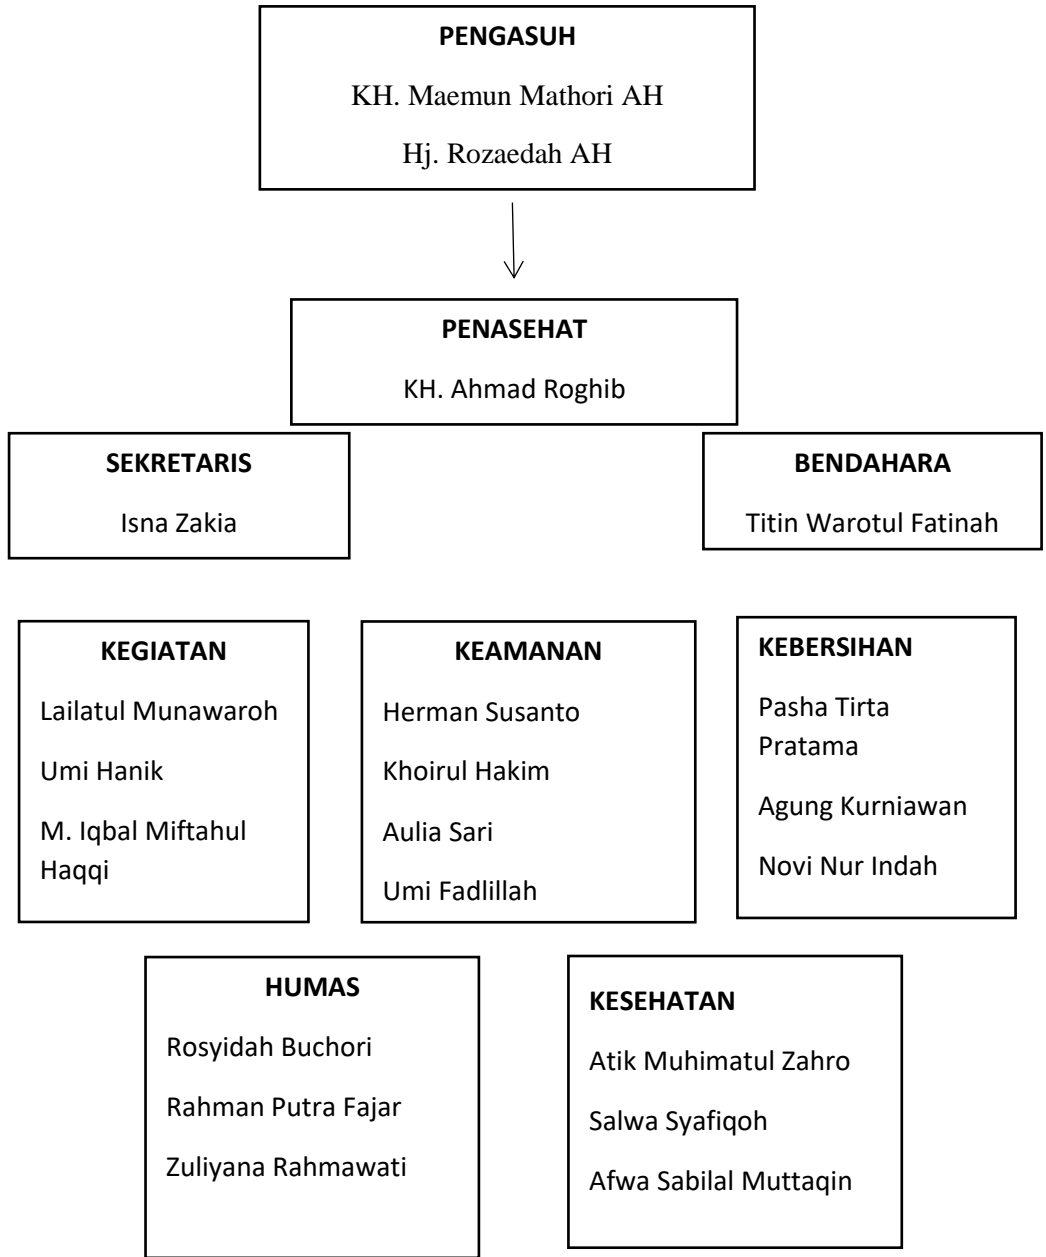 PENGASUH
KH. Maemun Mathori AH
Hj. Rozaedah AH
PENASEHAT
KH. Ahmad Roghib
SEKRETARIS
Isna Zakia
BENDAHARA
Titin Warotul Fatinah
KEGIATAN
Lailatul Munawaroh
Umi Hanik
M. Iqbal Miftahul
Haqqi
KEAMANAN
Herman Susanto
Khoirul Hakim
Aulia Sari
Umi Fadlillah
KEBERSIHAN
Pasha Tirta
Pratama
Agung Kurniawan
Novi Nur Indah
HUMAS
Rosyidah Buchori
Rahman Putra Fajar
Zuliyana Rahmawati
KESEHATAN
Atik Muhimatul Zahro
Salwa Syafiqoh
Afwa Sabilal Muttaqin